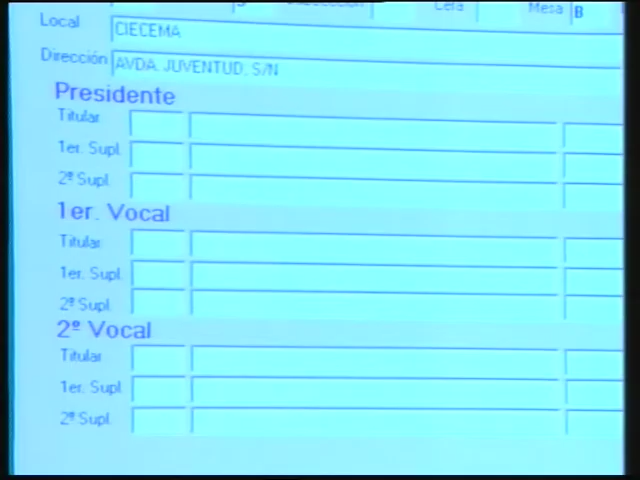 Mesa B
Local CIECEMA
Dirección AVDA. JUVENTUD, S/N
Presidente
Titular
1er. Supl.
2º Supl.
1er. Vocal
Titular
1er. Supl.
2º Supl.
2º Vocal
Titular
1er. Supl.
2º Supl.